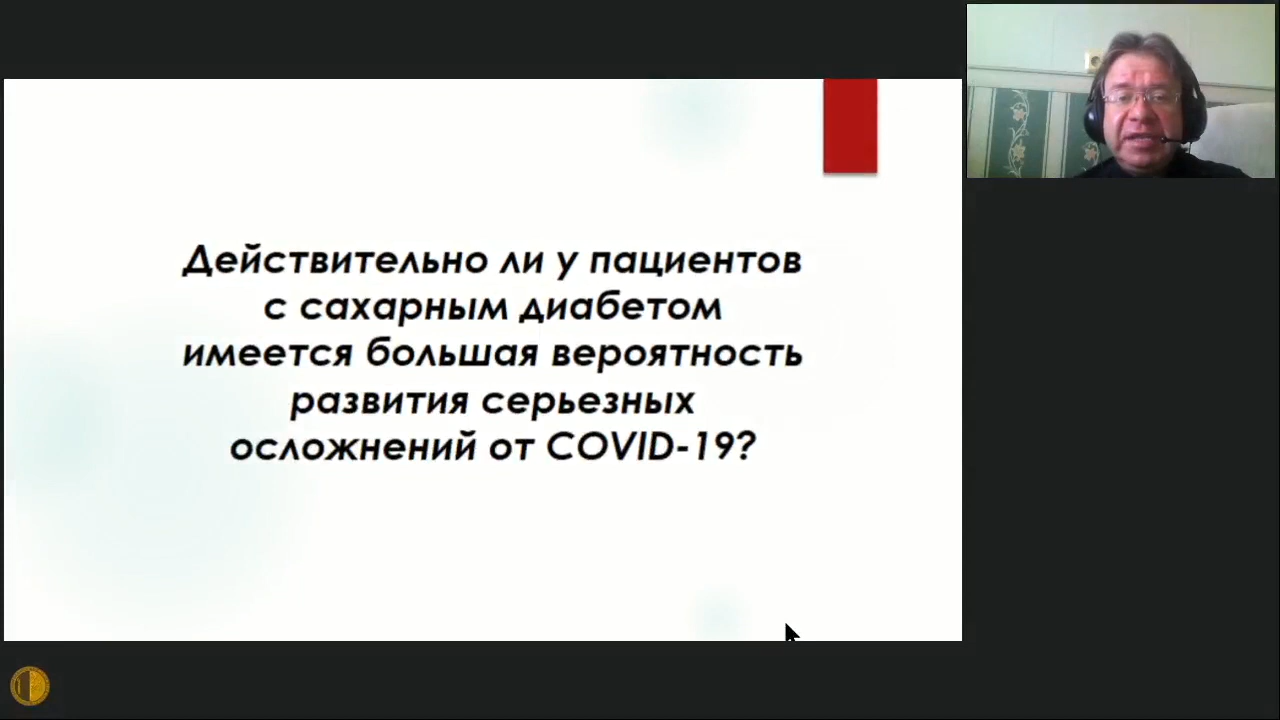 Действительно ли у пациентов
с сахарным диабетом
имеется большая вероятность
развития серьезных
осложнений от COVID-19?